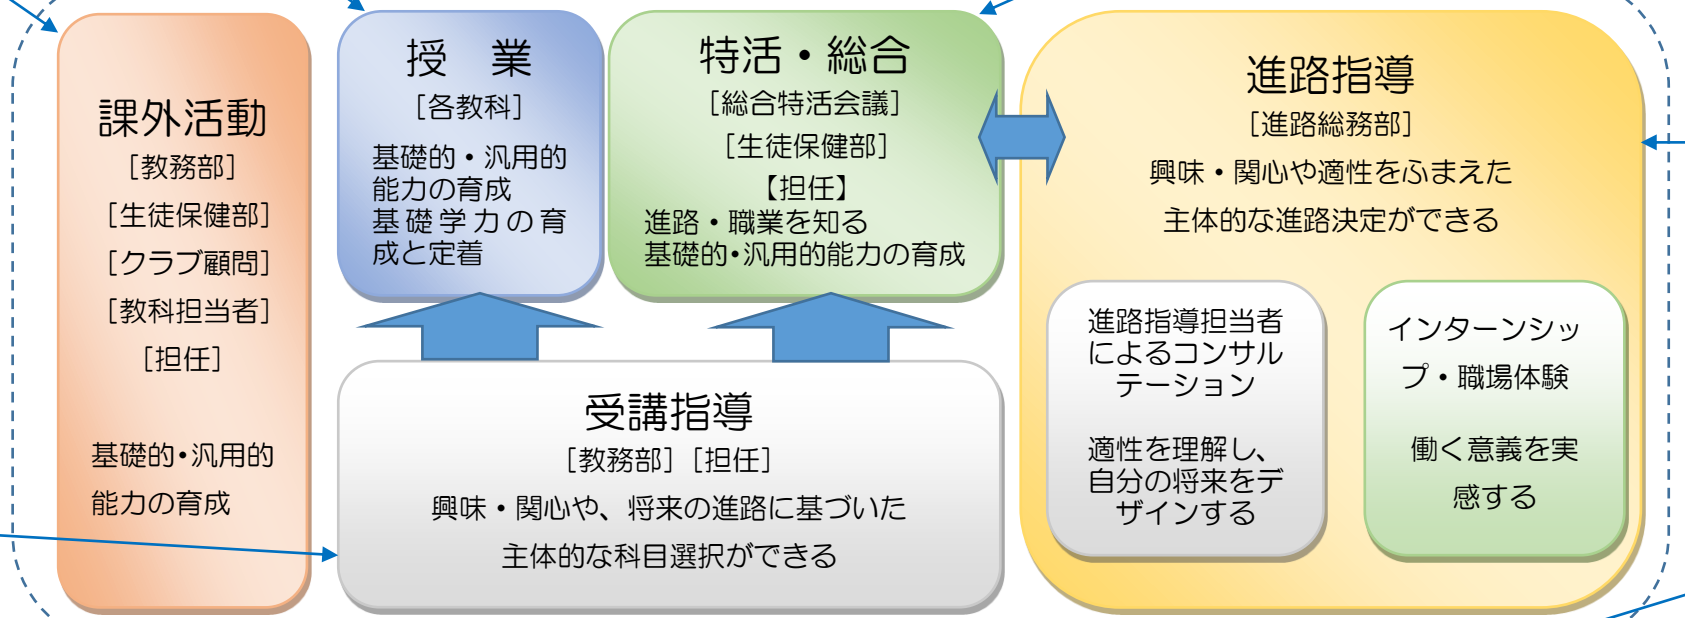 課外活動
［教務部］
［生徒保健部］
［クラブ顧問］
［教科担当者］
［担任］
基礎的・汎用的
能力の育成
授　業
［各教科］
基礎的・汎用的
能力の育成
基礎学力の育
成と定着
特活・総合
［総合特活会議］
［生徒保健部］
【担任】
進路・職業を知る
基礎的・汎用的能力の育成
受講指導
［教務部］［担任］
興味・関心や、将来の進路に基づいた
主体的な科目選択ができる
進路指導
［進路総務部］
興味・関心や適性をふまえた
主体的な進路決定ができる
進路指導担当者
によるコンサル
テーション
適性を理解し、
自分の将来をデ
ザインする
インターンシッ
プ・職場体験
働く意義を実
感する